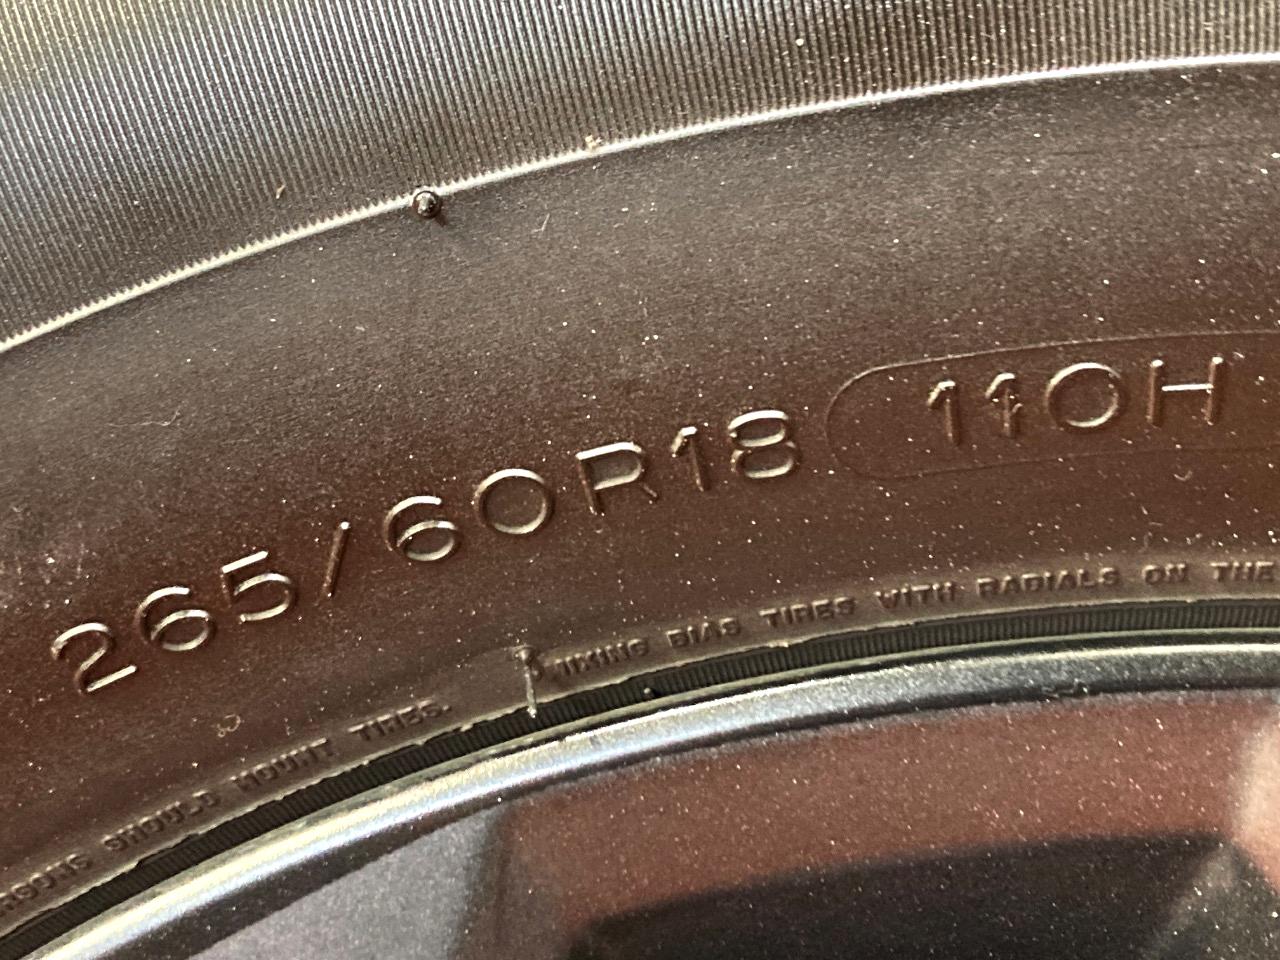 265/60R18 110H
SHOULD MOUNT TIRES.
MIXING BIAS TIRES WITH RADIALS ON THE